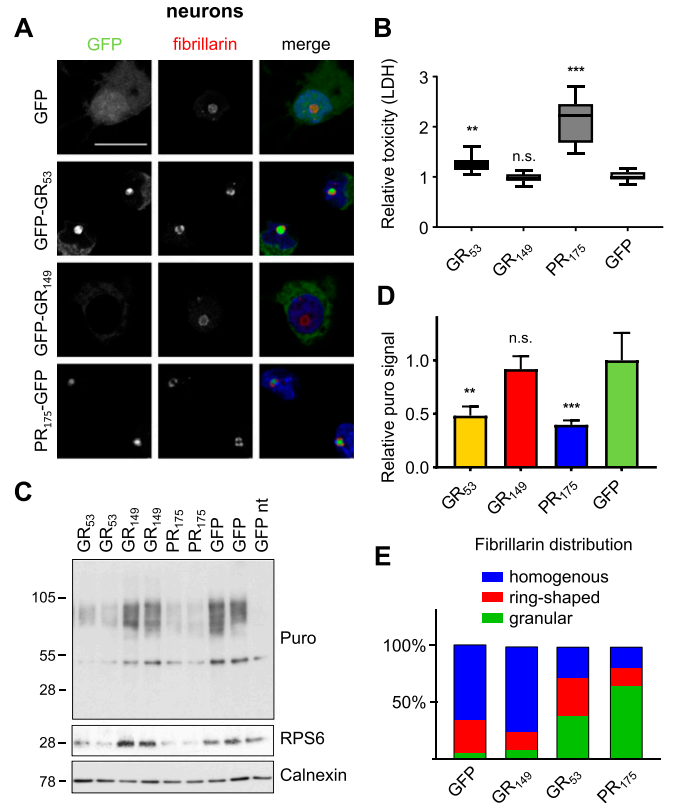 neurons
A
GFP fibrillarin merge
GFP
GFP-GR53
GFP-GR149
PR175-GFP
B
Relative toxicity (LDH)
3
2
1
0
**
n.s.
***
GR53 GR149 PR175 GFP
C
GR53 GR53 GR149 GR149 PR175 PR175 GFP GFP GFP nt
105
55
28
Puro
28
RPS6
78
Calnexin
D
Relative puro signal
1.0
0.5
0.0
**
n.s.
***
GR53 GR149 PR175 GFP
E
Fibrillarin distribution
homogenous
ring-shaped
granular
100%
50%
GFP GR149 GR53 PR175